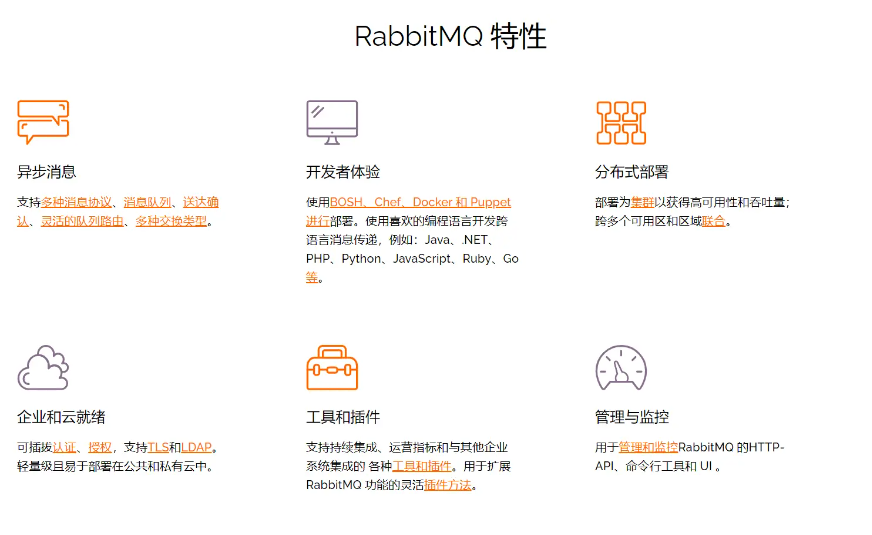 RabbitMQ 特性
异步消息
支持多种消息协议、消息队列、送达确
认、灵活的队列路由、多种交换类型。
开发者体验
使用BOSH、Chef、Docker 和 Puppet
进行部署。使用喜欢的编程语言开发跨
语言消息传递，例如：Java、.NET、
PHP、Python、JavaScript、Ruby、Go
等。
分布式部署
部署为集群以获得高可用性和吞吐量；
跨多个可用区和区域联合。
企业和云就绪
可插拔认证、授权，支持TLS和LDAP。
轻量级且易于部署在公共和私有云中。
工具和插件
支持持续集成、运营指标和与其他企业
系统集成的 各种工具和插件。用于扩展
RabbitMQ 功能的灵活插件方法。
管理与监控
用于管理和监控RabbitMQ 的HTTP-
API、命令行工具和 UI 。